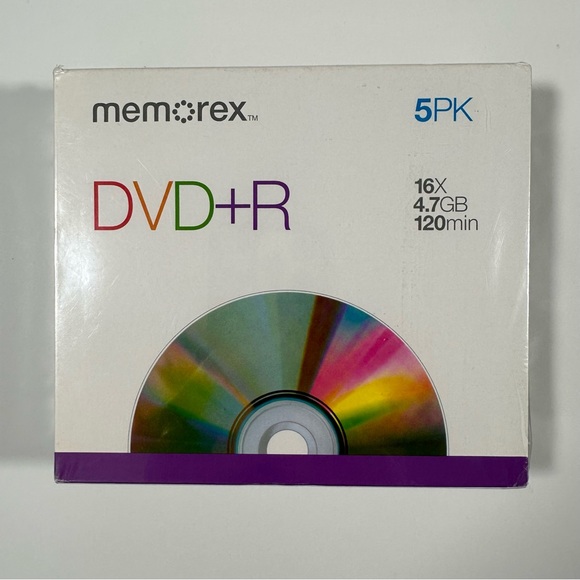 memorex™
5PK
DVD+R
16X
4.7GB
120min